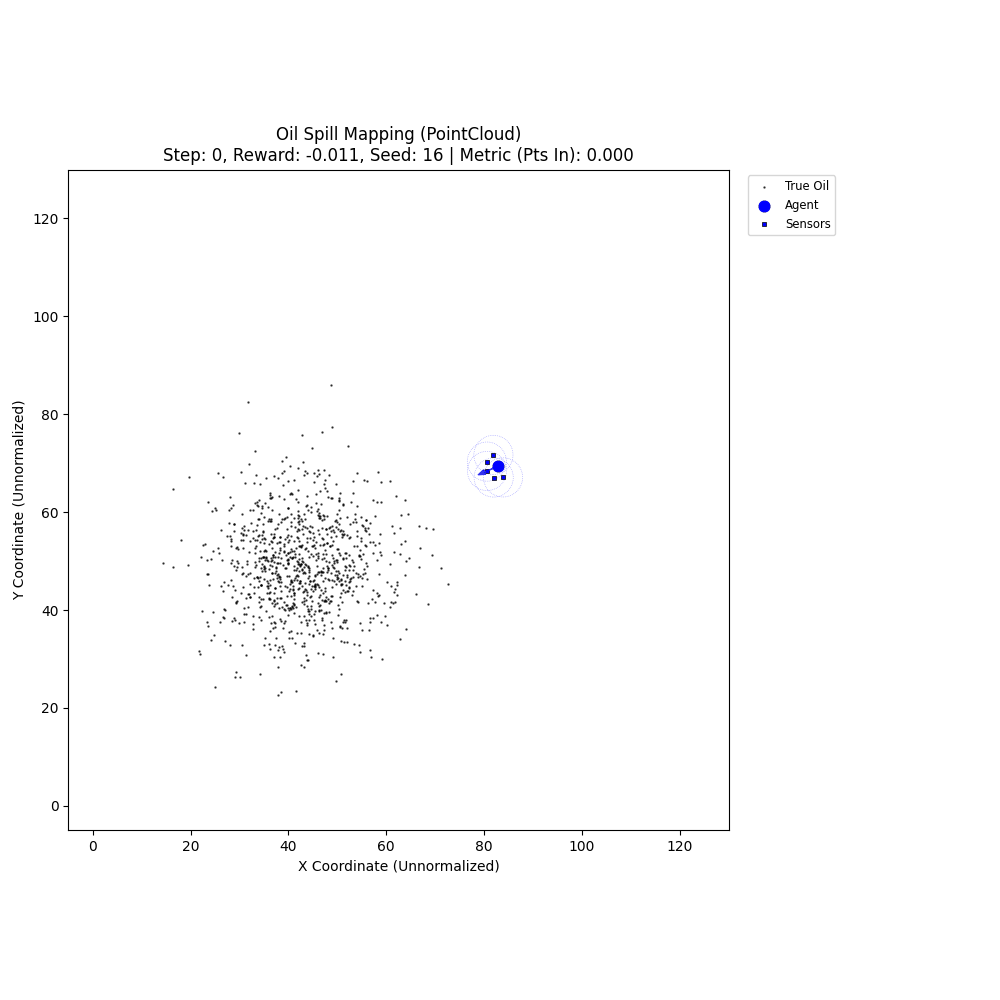 Oil Spill Mapping (PointCloud)
Step: 0, Reward: -0.011, Seed: 16 | Metric (Pts In): 0.000
True Oil
Agent
Sensors
120
100
80
60
40
20
0
Y Coordinate (Unnormalized)
0 20 40 60 80 100 120
X Coordinate (Unnormalized)